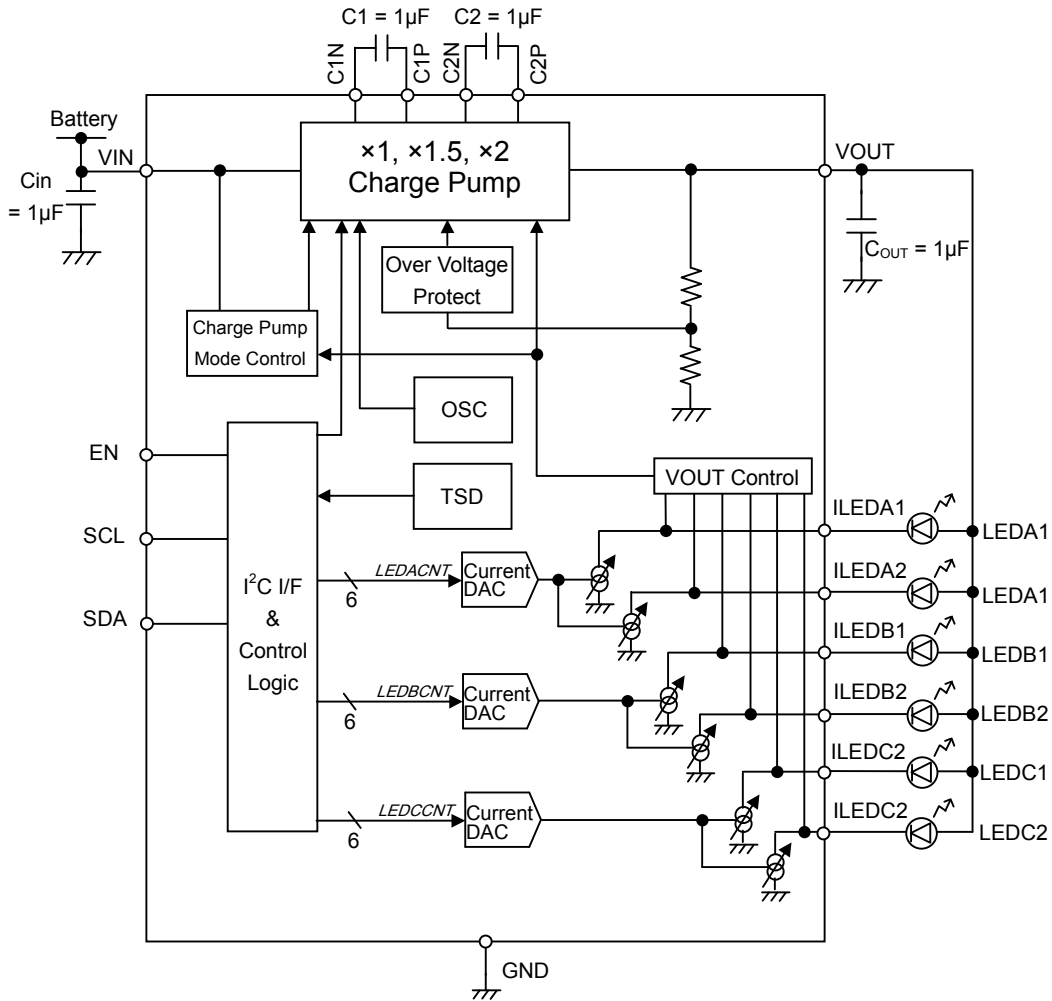 C1 = 1µF
C2 = 1µF
C1N
C1P
C2N
C2P
Battery
VIN
Cin
= 1µF
×1, ×1.5, ×2
Charge Pump
VOUT
C_OUT = 1µF
Over Voltage
Protect
Charge Pump
Mode Control
OSC
EN
TSD
VOUT Control
SCL
SDA
I²C I/F
&
Control
Logic
LEDACNT
6
Current
DAC
LEDBCNT
6
Current
DAC
LEDCCNT
6
Current
DAC
ILEDA1
LEDA1
ILEDA2
LEDA1
ILEDB1
LEDB1
ILEDB2
LEDB2
ILEDC2
LEDC1
ILEDC2
LEDC2
GND